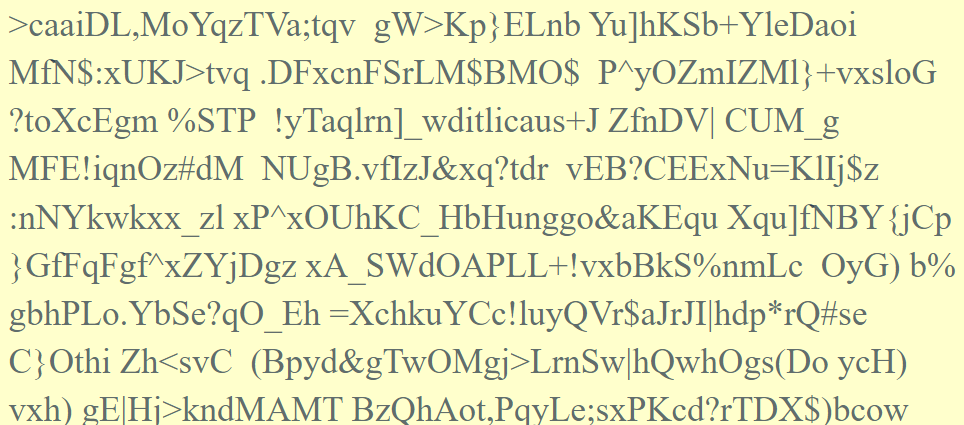 >caaiDL,MoYqzTVa;tqv  gW>Kp}ELnb Yu]hKSb+YleDaoi
MfN$:xUKJ>tvq .DFxcnFSrLM$BMO$  P^yOZmIZMl}+vxsloG
?toXcEgm %STP  !yTaqlrn]_wditlicaus+J ZfnDV| CUM_g
MFE!iqnOz#dM  NUgB.vfIzJ&xq?tdr  vEB?CEExNu=KlIj$z
:nNYkwkxx_zl xP^xOUhKC_HbHunggo&aKEqu Xqu]fNBY{jCp
}GfFqFgf^xZYjDgz xA_SWdOAPLL+!vxbBkS%nmLc  OyG) b%
gbhPLo.YbSe?qO_Eh =XchkuYCc!luyQVr$aJrJI|hdp*rQ#se
C}Othi Zh<svC  (Bpyd&gTwOMgj>LrnSw|hQwhOgs(Do ycH)
vxh) gE|Hj>kndMAMT BzQhAot,PqyLe;sxPKcd?rTDX$)bcow